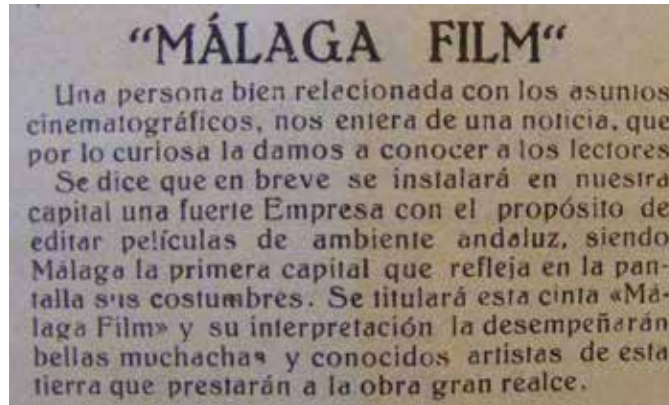 “MÁLAGA FILM“
Una persona bien relacionada con los asuntos
cinematográficos, nos entera de una noticia, que
por lo curiosa la damos a conocer a los lectores
Se dice que en breve se instalará en nuestra
capital una fuerte Empresa con el propósito de
editar películas de ambiente andaluz, siendo
Málaga la primera capital que refleja en la pan-
talla sus costumbres. Se titulará esta cinta «Má-
laga Film» y su interpretación la desempeñarán
bellas muchachas y conocidos artistas de esta
tierra que prestarán a la obra gran realce.